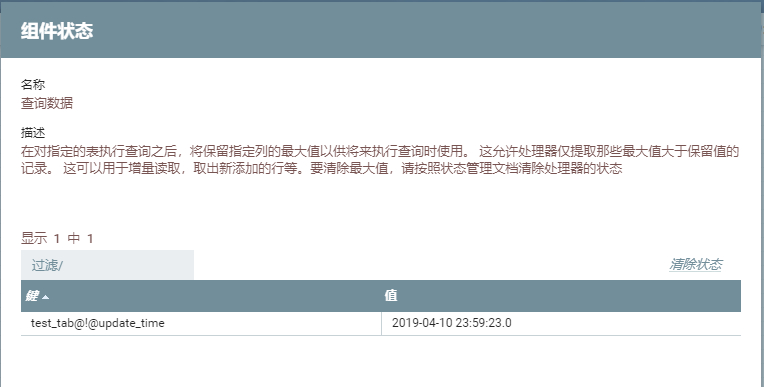 组件状态
名称
查询数据
描述
在对指定的表执行查询之后，将保留指定列的最大值以供将来执行查询时使用。 这允许处理器仅提取那些最大值大于保留值的
记录。 这可以用于增量读取，取出新添加的行等。要清除最大值，请按照状态管理文档清除处理器的状态
显示 1 中 1
过滤/
清除状态
键 值
test_tab@!@update_time 2019-04-10 23:59:23.0